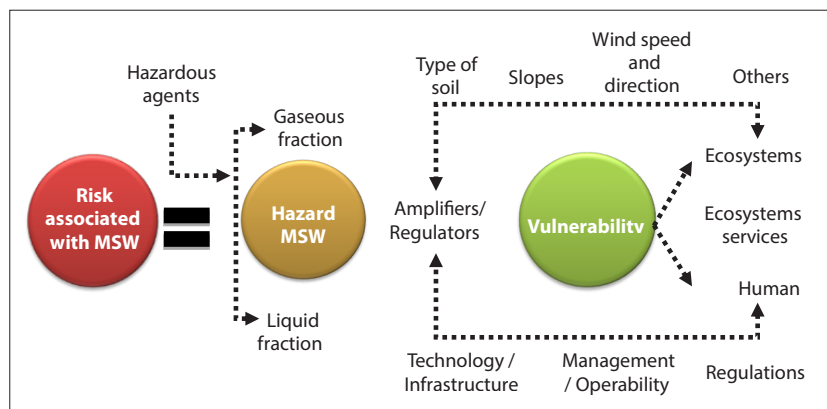 Hazardous
agents
Gaseous
fraction
Risk
associated
with MSW
Hazard
MSW
Liquid
fraction
Type of
soil
Slopes
Wind speed
and
direction
Others
Amplifiers/
Regulators
Vulnerabilitv
Ecosystems
Ecosystems
services
Human
Technology /
Infrastructure
Management
/ Operability
Regulations